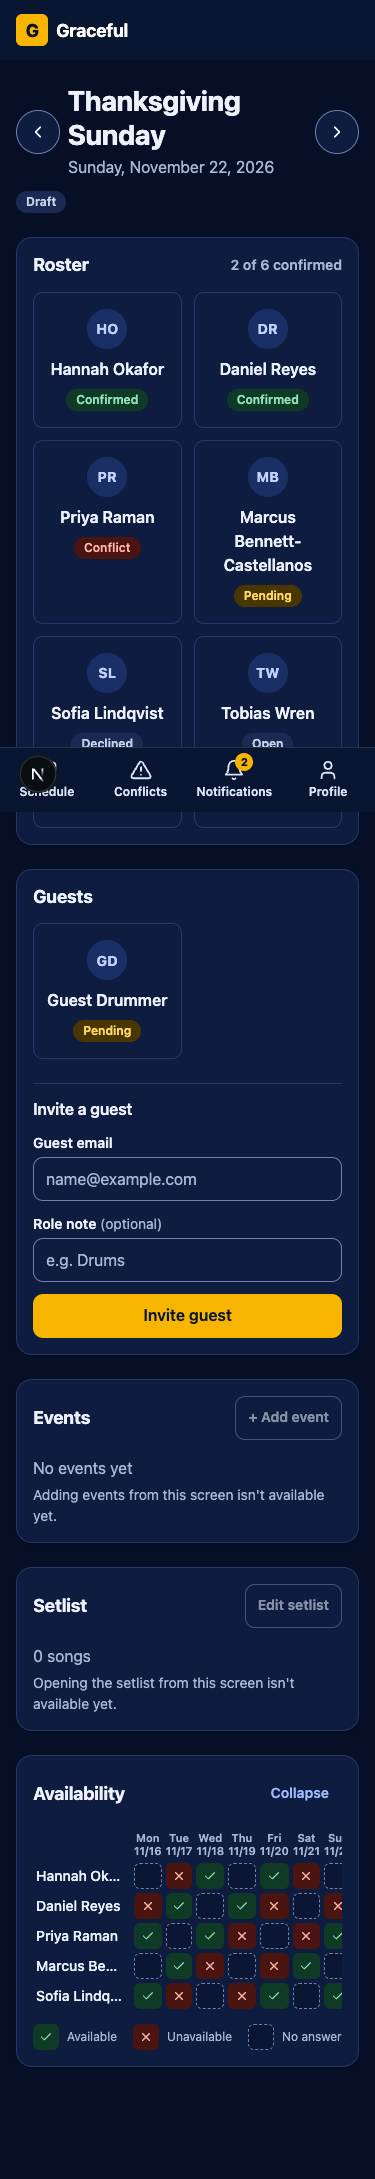 G Graceful
Thanksgiving
Sunday
Sunday, November 22, 2026
Draft
Roster 2 of 6 confirmed
HO DR
Hannah Okafor Daniel Reyes
Confirmed Confirmed
PR MB
Priya Raman Marcus
Bennett-
Castellanos
Conflict Pending
SL TW
Sofia Lindqvist Tobias Wren
Declined Open
N 2
Schedule Conflicts Notifications Profile
Guests
GD
Guest Drummer
Pending
Invite a guest
Guest email
name@example.com
Role note (optional)
e.g. Drums
Invite guest
Events + Add event
No events yet
Adding events from this screen isn't available
yet.
Setlist Edit setlist
0 songs
Opening the setlist from this screen isn't
available yet.
Availability Collapse
Mon Tue Wed Thu Fri Sat Su
11/16 11/17 11/18 11/19 11/20 11/21 11/2
Hannah Ok...
Daniel Reyes
Priya Raman
Marcus Be...
Sofia Lindq...
Available Unavailable No answer